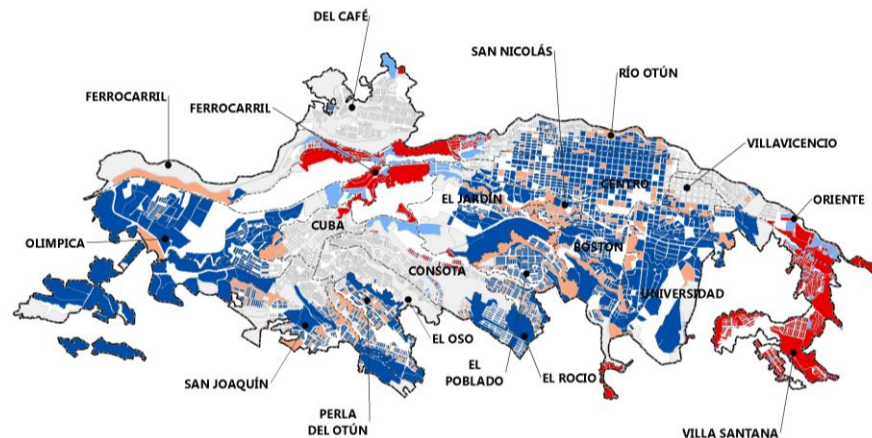 DEL CAFÉ
SAN NICOLÁS
RÍO OTÚN
FERROCARRIL
FERROCARRIL
VILLAVICENCIO
CENTRO
ORIENTE
EL JARDÍN
CUBA
OLIMPICA
BOSTON
CONSOTA
UNIVERSIDAD
EL OSO
SAN JOAQUÍN
EL
POBLADO
EL ROCIO
PERLA
DEL OTÚN
VILLA SANTANA